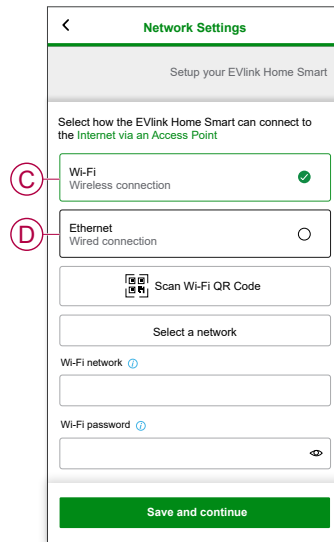 Network Settings
Setup your EVlink Home Smart
Select how the EVlink Home Smart can connect to
the Internet via an Access Point
C
Wi-Fi
Wireless connection
D
Ethernet
Wired connection
Scan Wi-Fi QR Code
Select a network
Wi-Fi network i
Wi-Fi password i
Save and continue